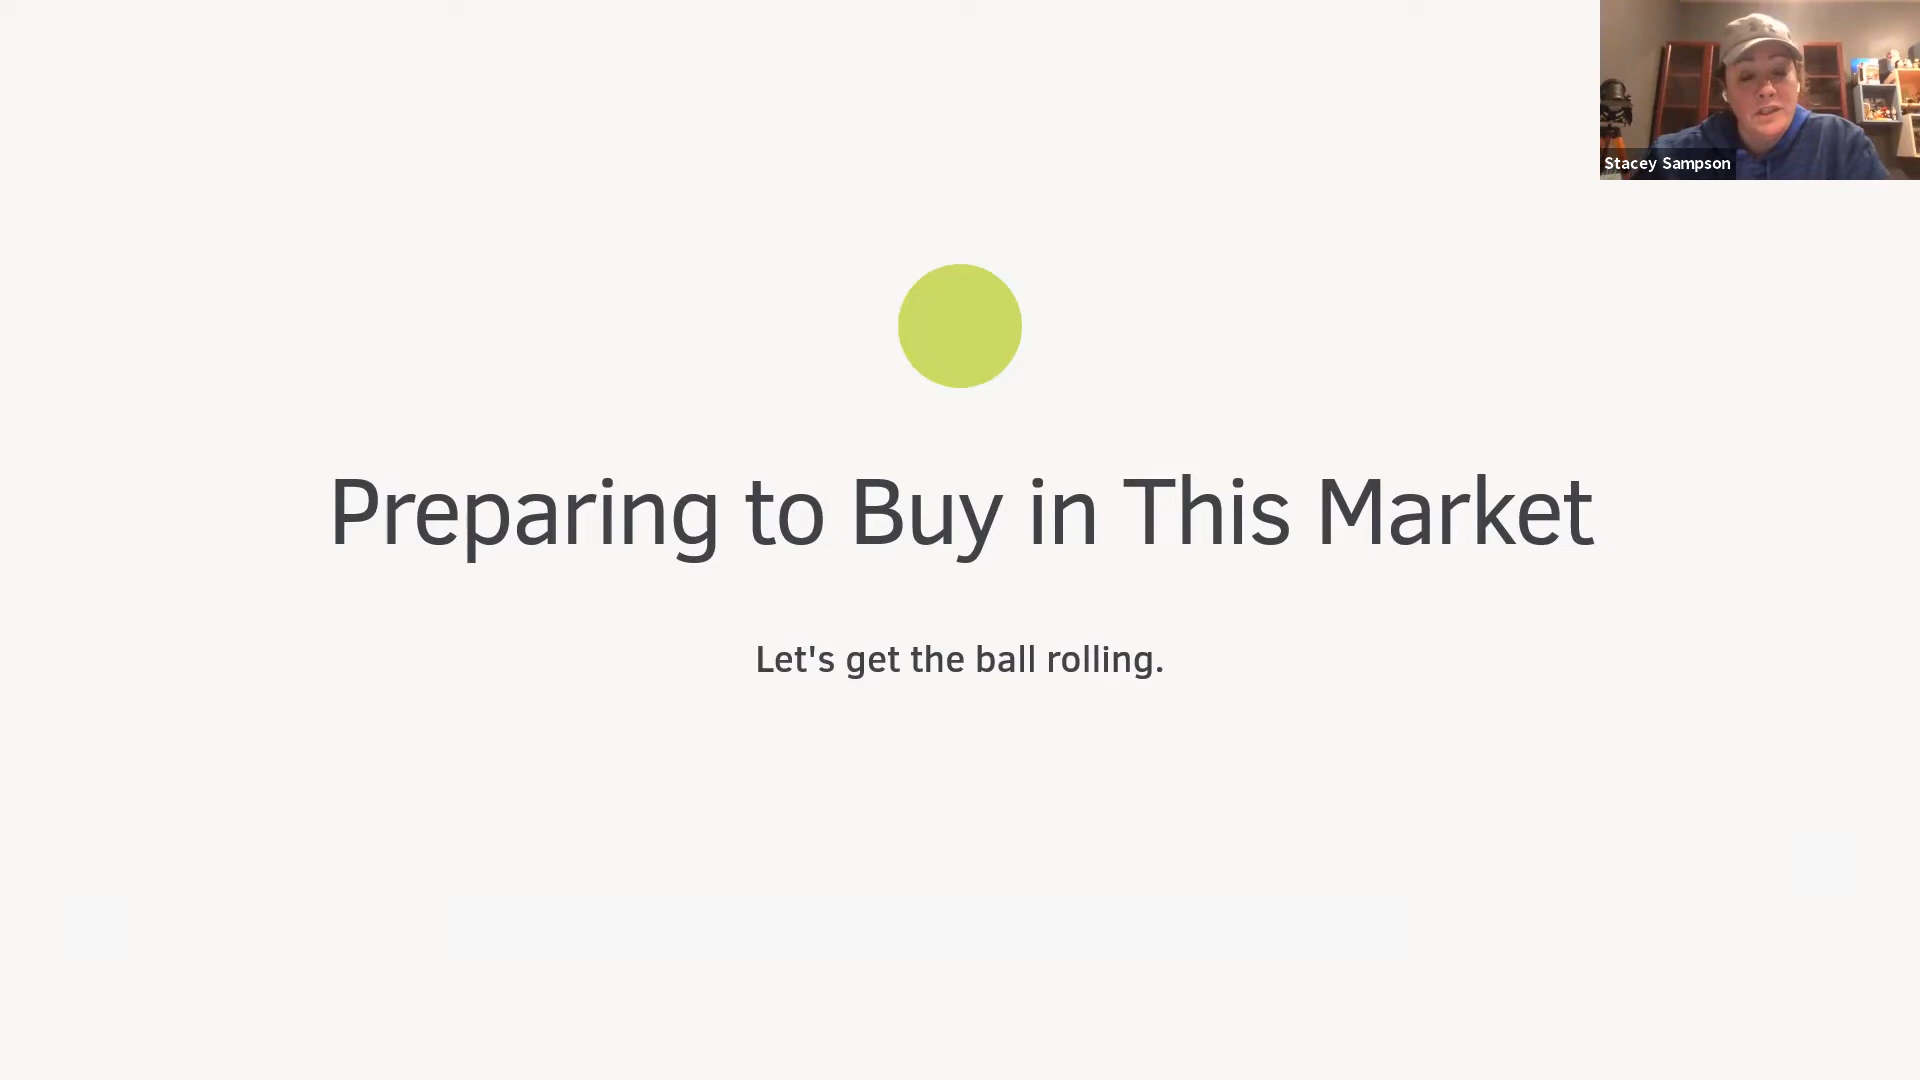 Stacey Sampson
Preparing to Buy in This Market
Let's get the ball rolling.